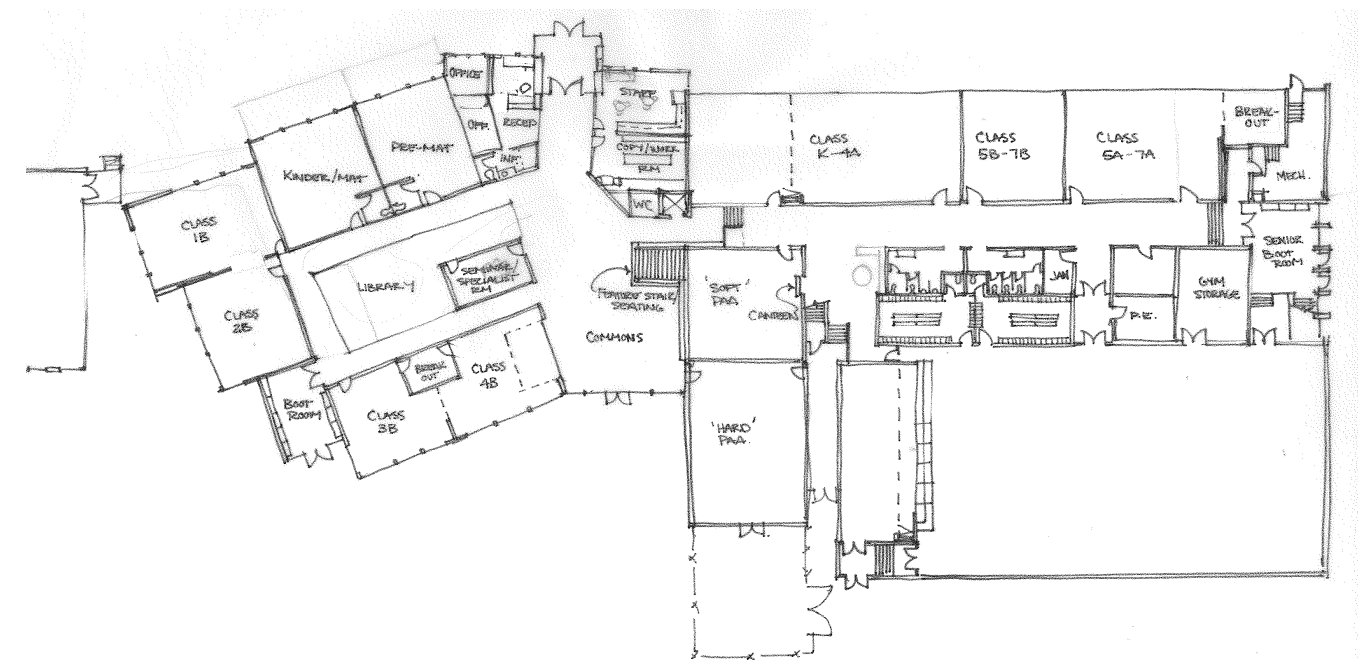 OFFICE
OFF.
RECEP
INF.
STAFF
COPY/WORK
RM
WC
PRE-MAT
KINDER/MAT
CLASS
1B
CLASS
2B
LIBRARY
SEMINAR/
SPECIALIST
RM
FEATURE STAIR/
SEATING
COMMONS
BREAK
OUT
CLASS
4B
CLASS
3B
BOOT
ROOM
CLASS
K-4A
CLASS
5B-7B
CLASS
5A-7A
BREAK-
OUT
MECH.
SENIOR
BOOT
ROOM
GYM
STORAGE
JAN
P.E.
'SOFT'
PAA
CANTEEN
'HARD'
PAA.